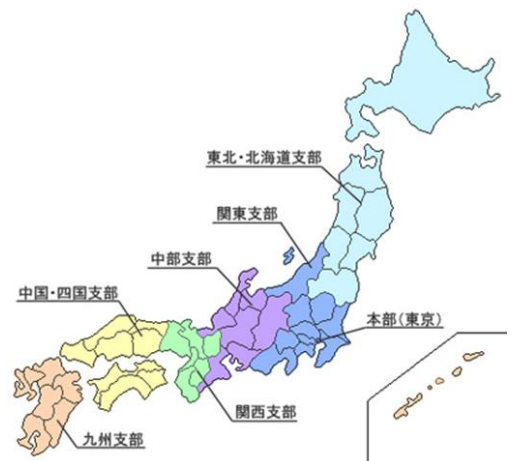 東北・北海道支部
関東支部
中部支部
中国・四国支部
本部(東京)
関西支部
九州支部